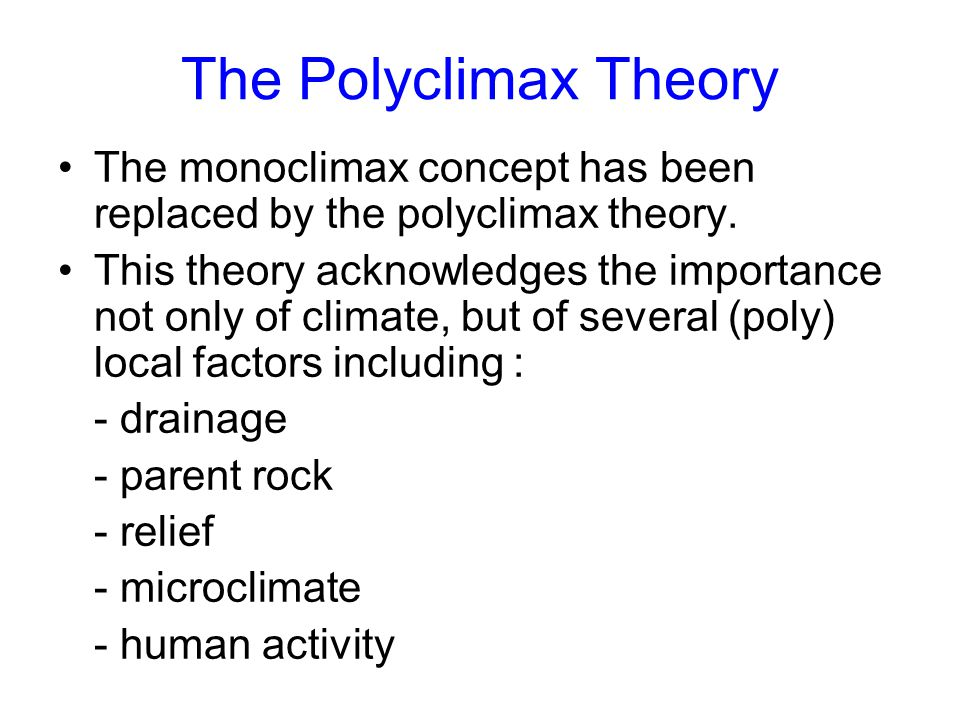 The Polyclimax Theory
• The monoclimax concept has been
replaced by the polyclimax theory.
• This theory acknowledges the importance
not only of climate, but of several (poly)
local factors including :
- drainage
- parent rock
- relief
- microclimate
- human activity